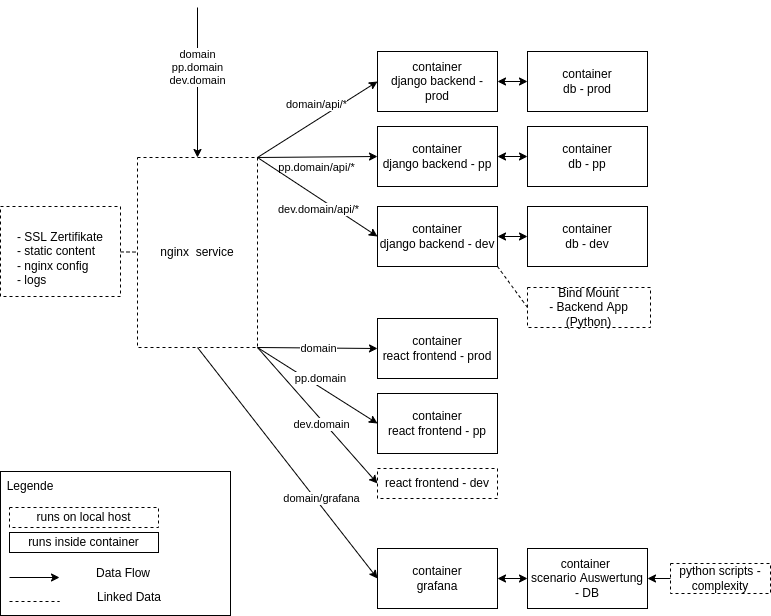 domain
pp.domain
dev.domain
container
django backend -
prod
container
db - prod
domain/api/*
container
django backend - pp
container
db - pp
pp.domain/api/*
dev.domain/api/*
container
django backend - dev
container
db - dev
- SSL Zertifikate
- static content
- nginx config
- logs
nginx service
Bind Mount
- Backend App
(Python)
domain
container
react frontend - prod
pp.domain
container
react frontend - pp
dev.domain
react frontend - dev
domain/grafana
container
grafana
container
scenario Auswertung
- DB
python scripts -
complexity
Legende
runs on local host
runs inside container
Data Flow
Linked Data